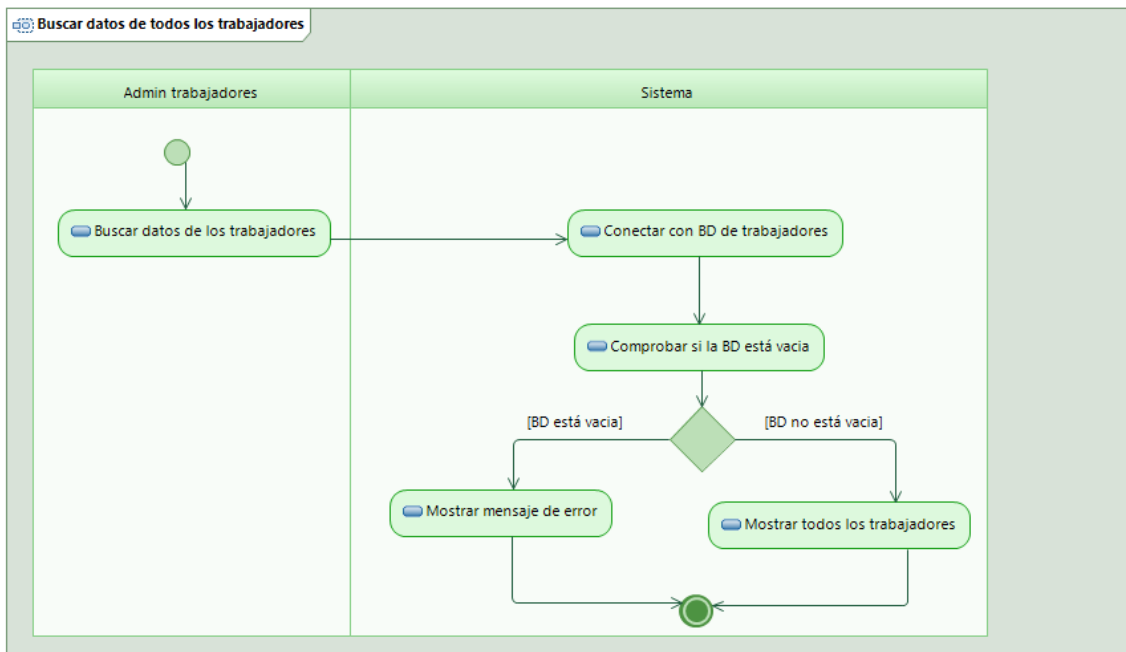 Buscar datos de todos los trabajadores
Admin trabajadores
Sistema
Buscar datos de los trabajadores
Conectar con BD de trabajadores
Comprobar si la BD está vacia
[BD está vacia]
[BD no está vacia]
Mostrar mensaje de error
Mostrar todos los trabajadores